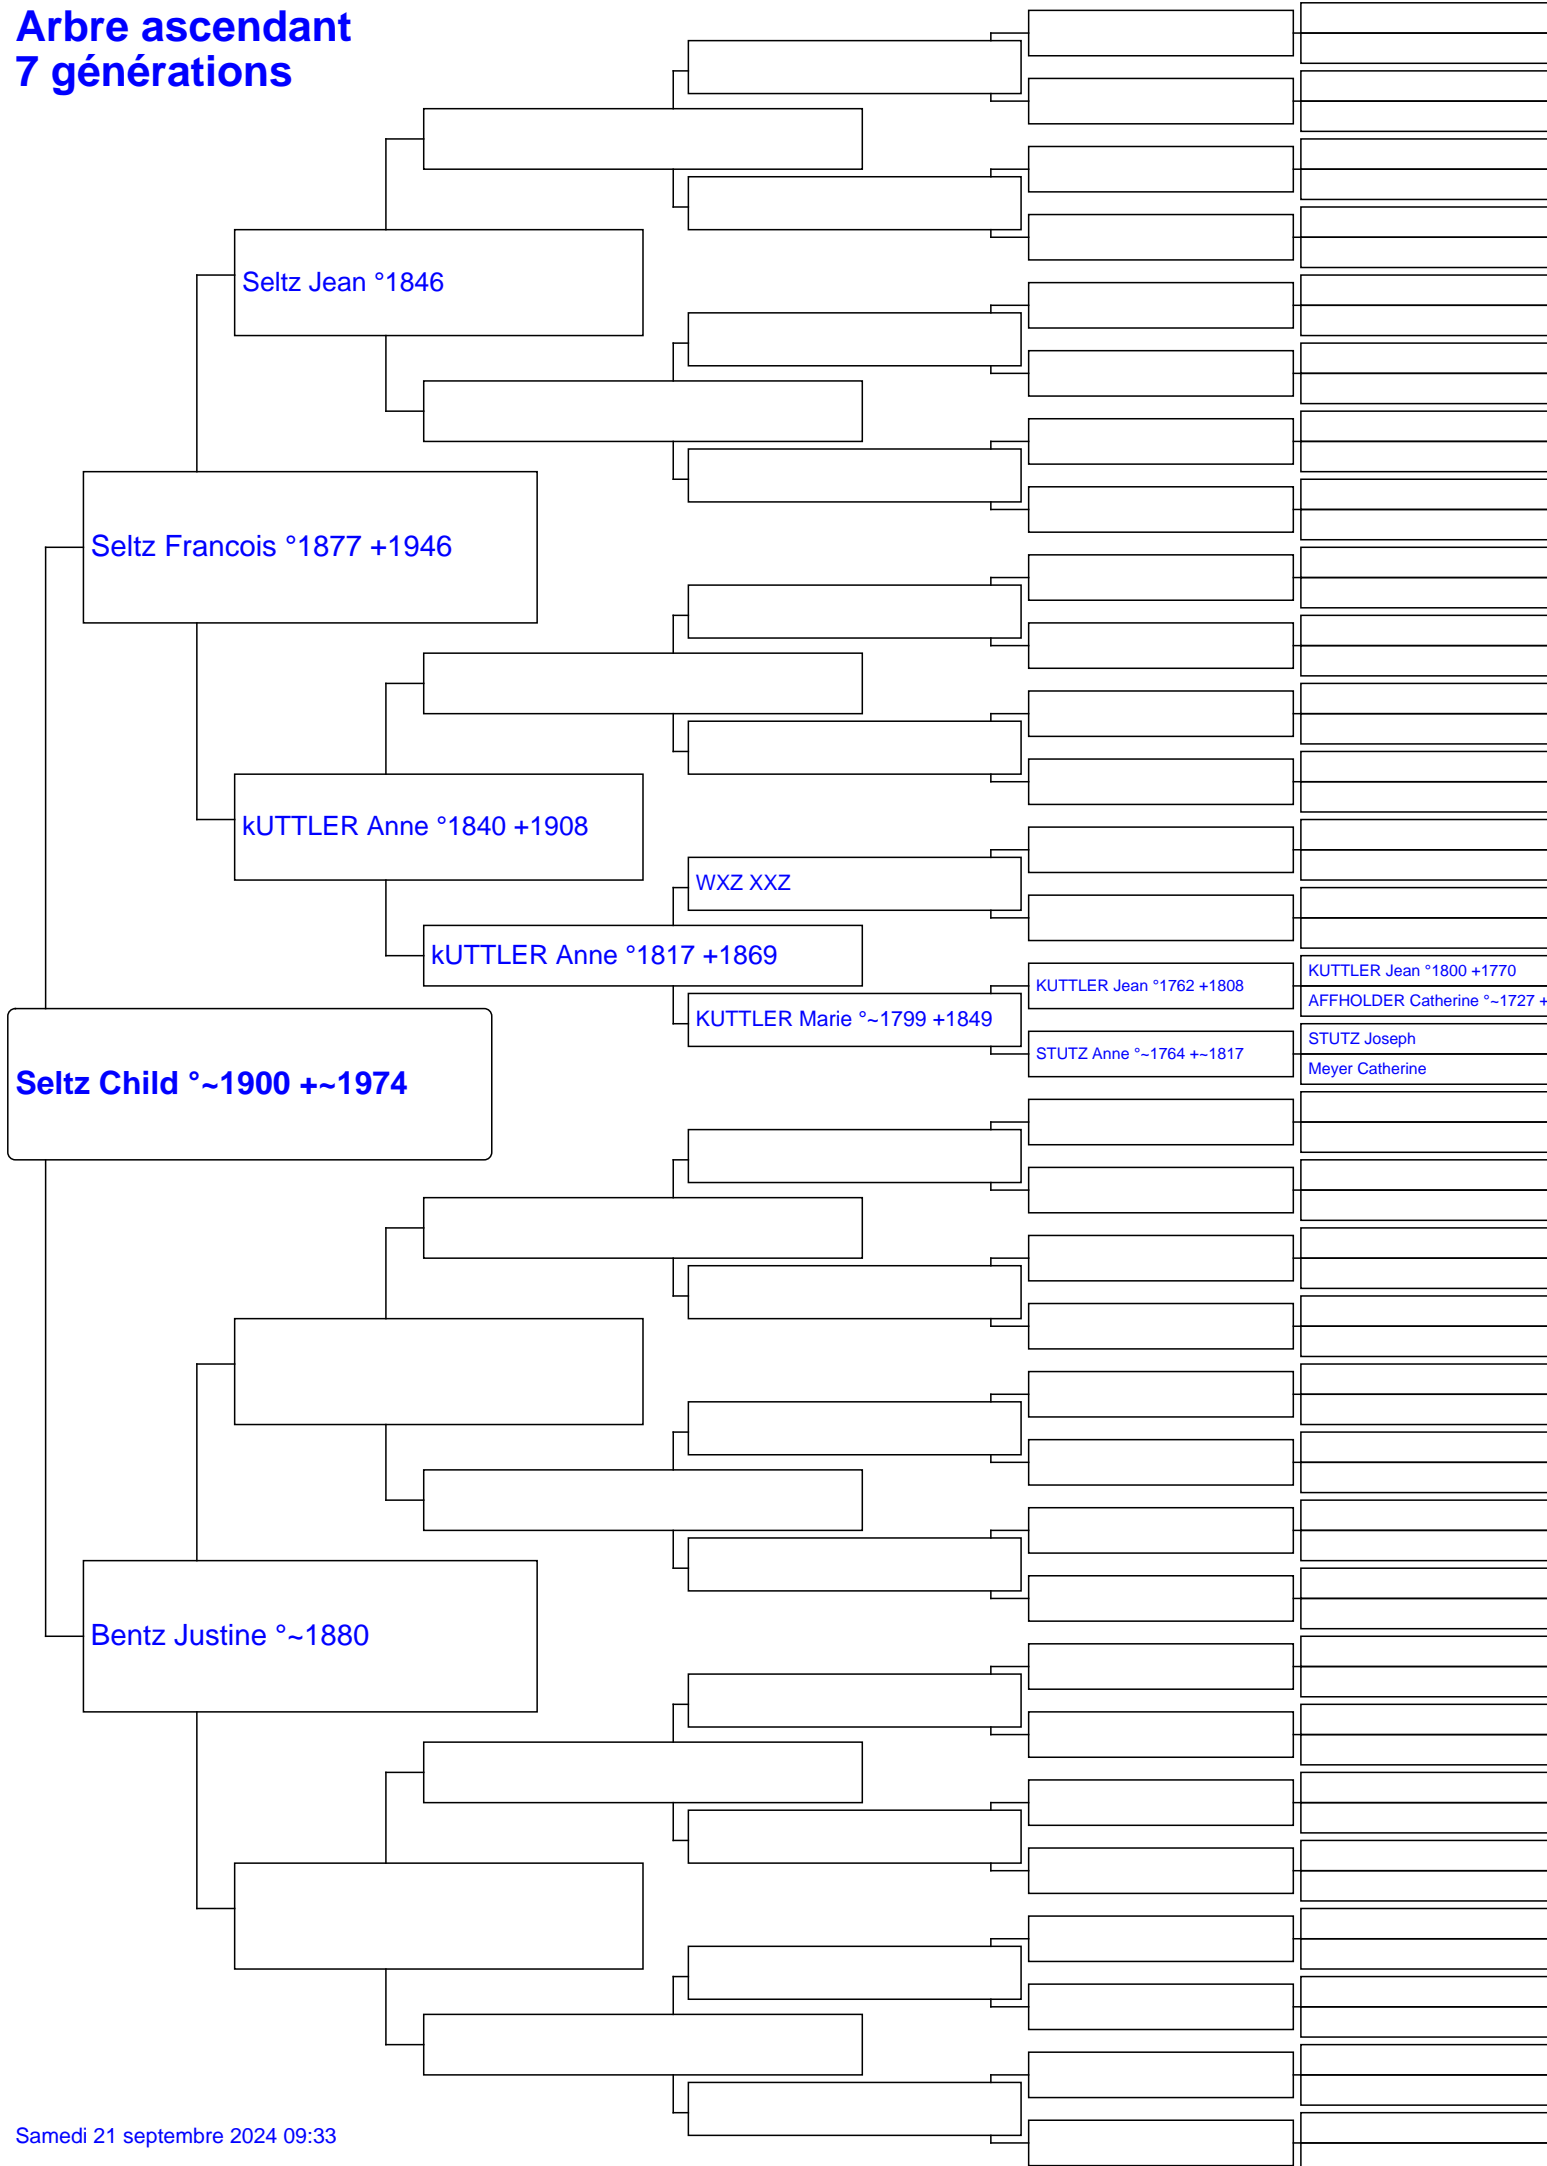 Arbre ascendant
7 générations
Seltz Jean °1846
Seltz Francois °1877 +1946
kUTTLER Anne °1840 +1908
WXZ XXZ
kUTTLER Anne °1817 +1869
KUTTLER Jean °1800 +1770
KUTTLER Jean °1762 +1808
AFFHOLDER Catherine °~1727 +
KUTTLER Marie °~1799 +1849
STUTZ Joseph
STUTZ Anne °~1764 +~1817
Meyer Catherine
Seltz Child °~1900 +~1974
Bentz Justine °~1880
Samedi 21 septembre 2024 09:33